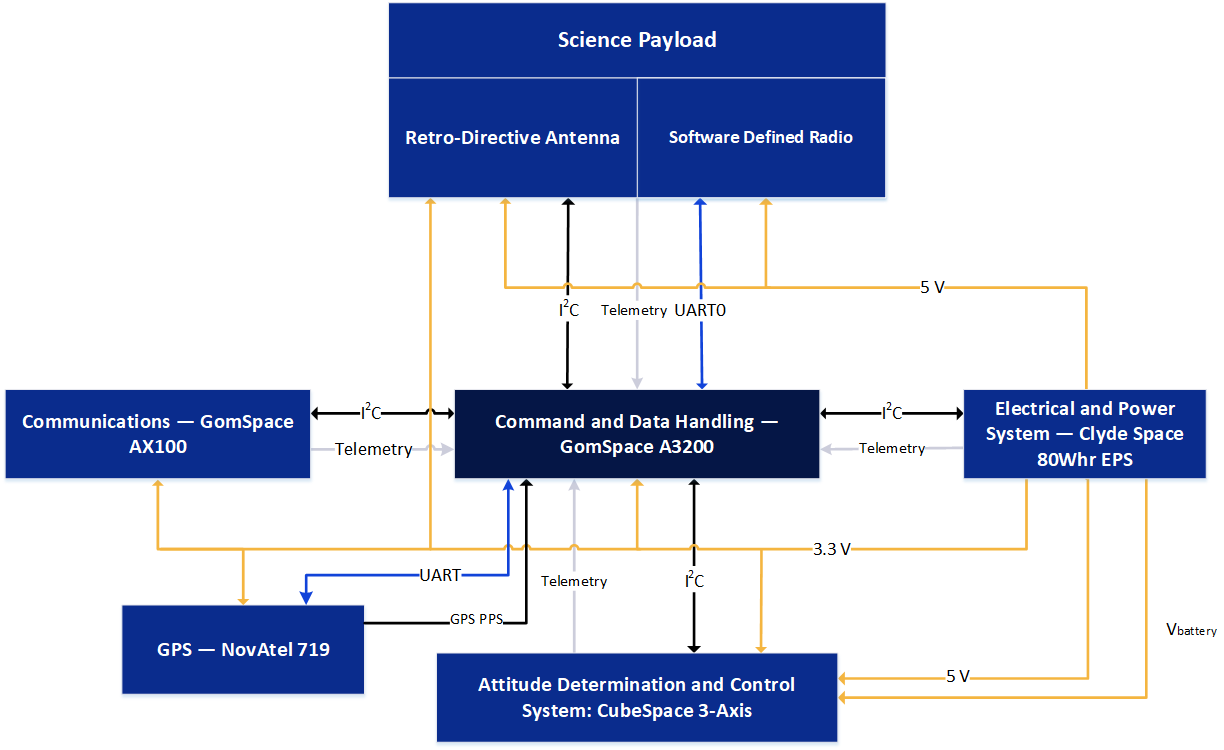 Science Payload
Retro-Directive Antenna
Software Defined Radio
5 V
I²C
Telemetry
UART0
Communications — GomSpace
AX100
I²C
Telemetry
Command and Data Handling —
GomSpace A3200
I²C
Telemetry
Electrical and Power
System — Clyde Space
80Whr EPS
3.3 V
UART
Telemetry
I²C
GPS PPS
Vbattery
GPS — NovAtel 719
5 V
Attitude Determination and Control
System: CubeSpace 3-Axis